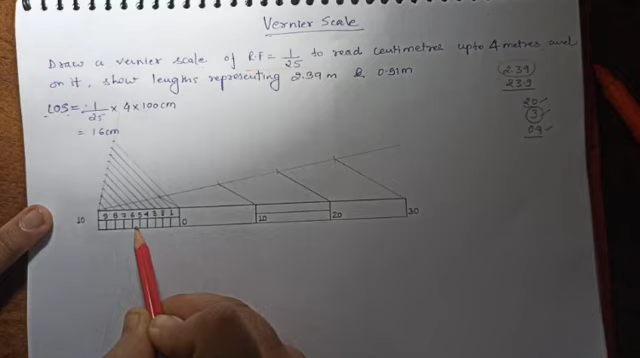 Vernier Scale
Draw a vernier scale of R.F = 1/25 to read centimetres upto 4 metres and
on it, show lengths representing 2.39 m & 0.91m
LOS = 1/25 × 4 × 100 cm
= 16cm
2.39
239
20 ✓
3 ✓
09 ✓
10 9 8 7 6 5 4 3 2 1 0 10 20 30